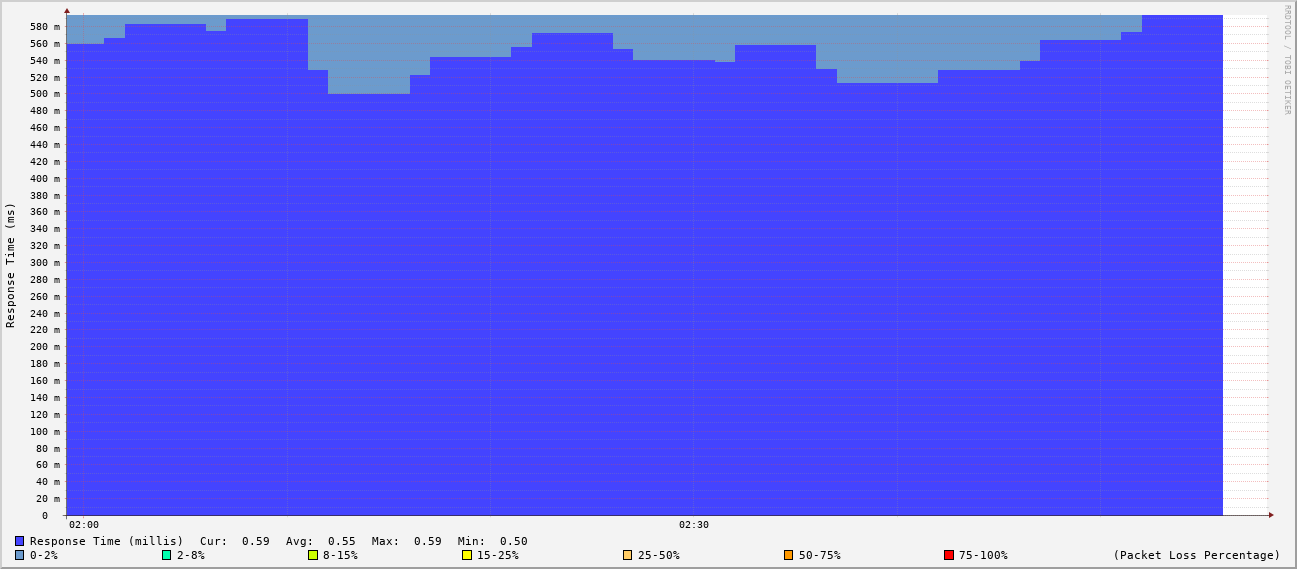 RRDTOOL / TOBI OETIKER
Response Time (ms)
580 m
560 m
540 m
520 m
500 m
480 m
460 m
440 m
420 m
400 m
380 m
360 m
340 m
320 m
300 m
280 m
260 m
240 m
220 m
200 m
180 m
160 m
140 m
120 m
100 m
80 m
60 m
40 m
20 m
0
02:00 02:30
Response Time (millis) Cur: 0.59 Avg: 0.55 Max: 0.59 Min: 0.50
0-2% 2-8% 8-15% 15-25% 25-50% 50-75% 75-100% (Packet Loss Percentage)